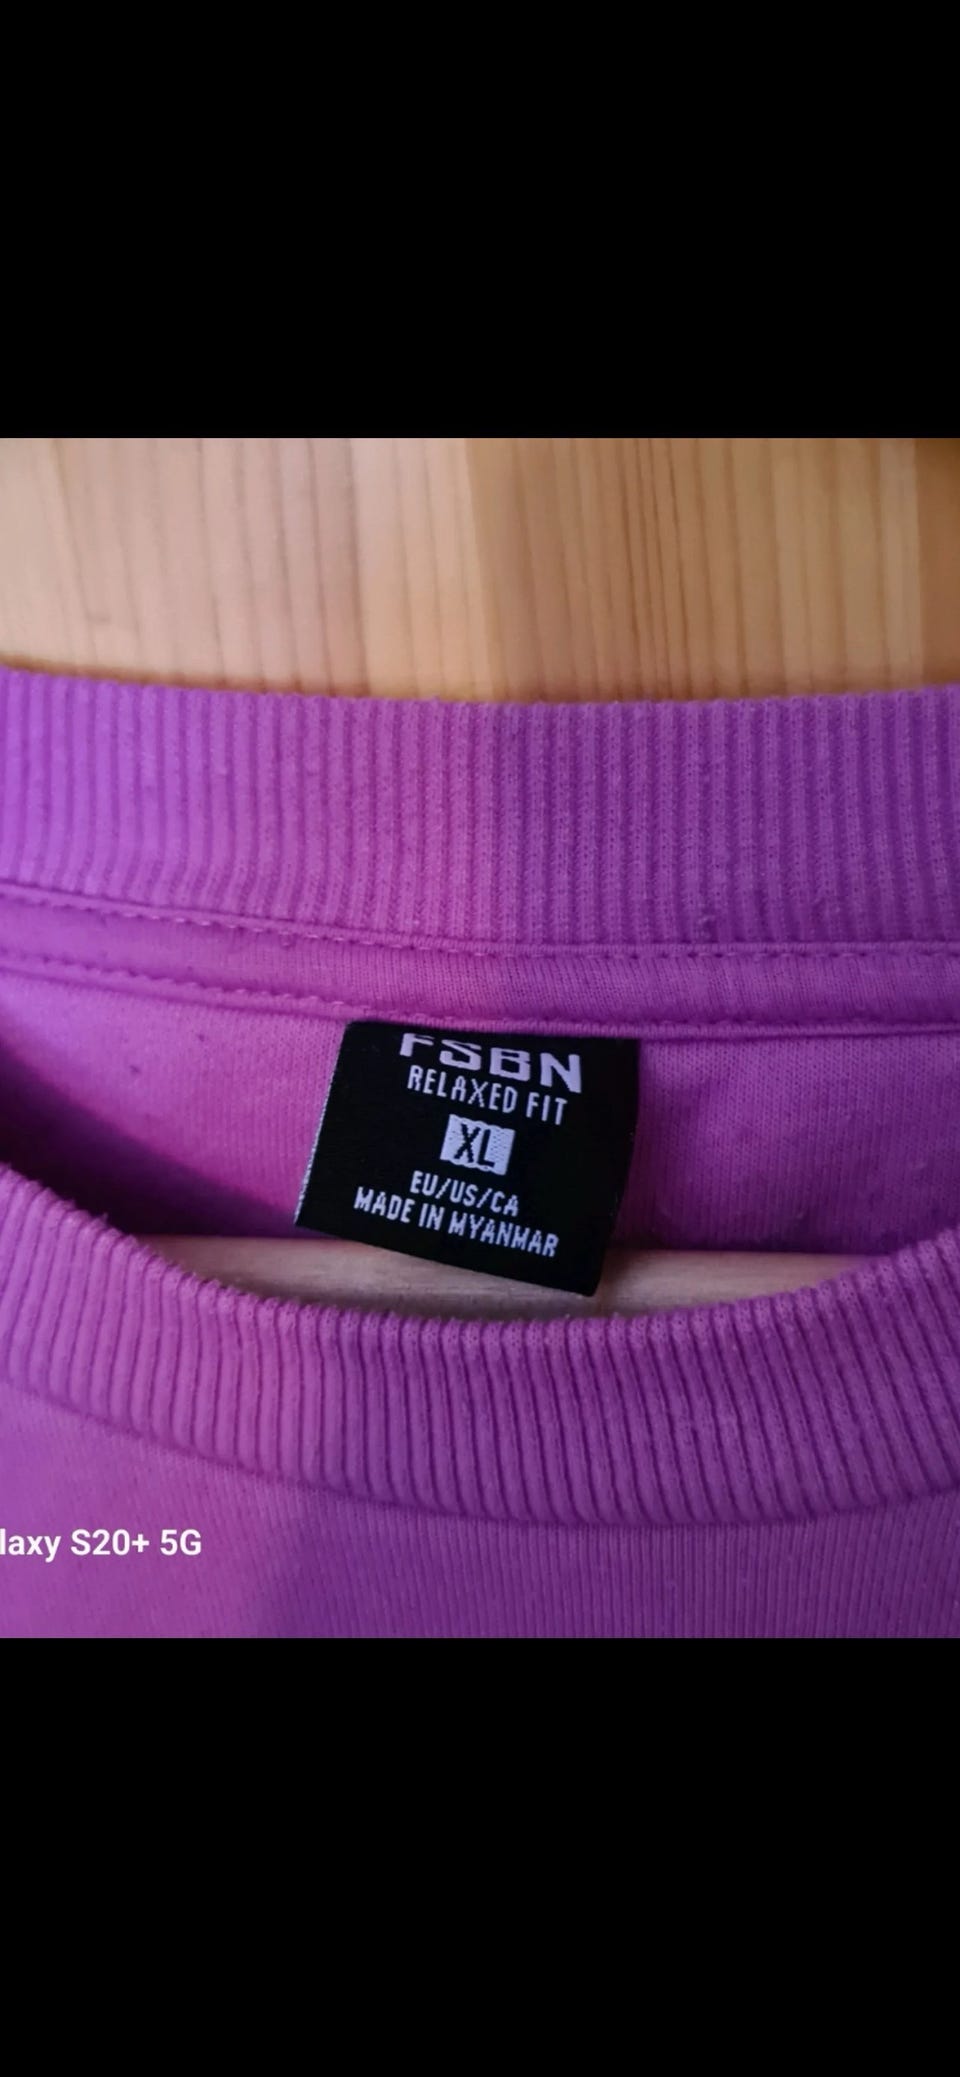 FSBN
RELAXED FIT
XL
EU/US/CA
MADE IN MYANMAR
laxy S20+ 5G